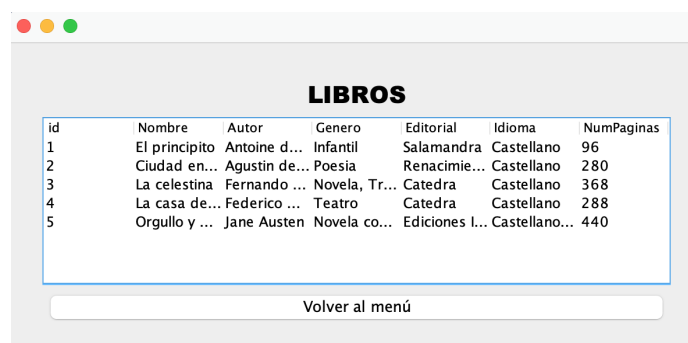 LIBROS
id Nombre Autor Genero Editorial Idioma NumPaginas
1 El principito Antoine d... Infantil Salamandra Castellano 96
2 Ciudad en... Agustin de... Poesia Renacimie... Castellano 280
3 La celestina Fernando ... Novela, Tr... Catedra Castellano 368
4 La casa de... Federico ... Teatro Catedra Castellano 288
5 Orgullo y ... Jane Austen Novela co... Ediciones I... Castellano... 440
Volver al menú